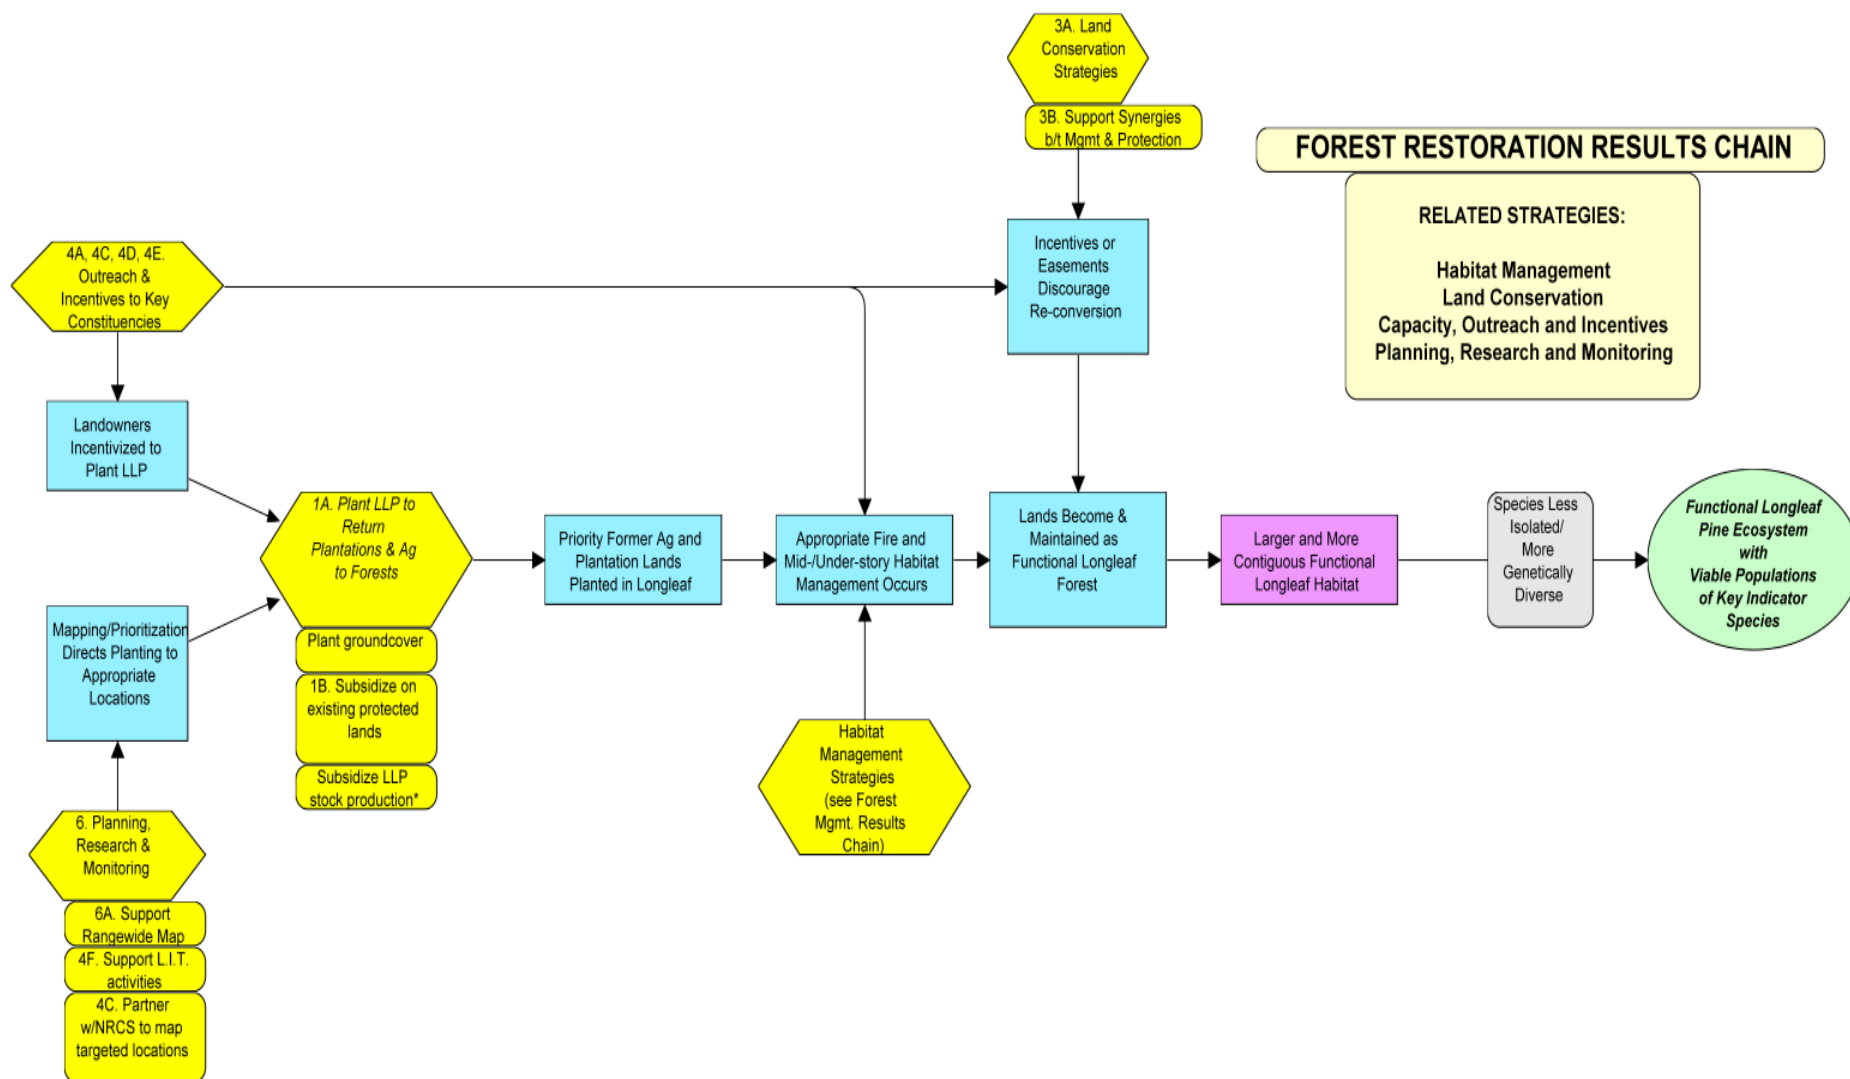 3A. Land
Conservation
Strategies
3B. Support Synergies
b/t Mgmt & Protection
FOREST RESTORATION RESULTS CHAIN
RELATED STRATEGIES:
Habitat Management
Land Conservation
Capacity, Outreach and Incentives
Planning, Research and Monitoring
4A, 4C, 4D, 4E.
Outreach &
Incentives to Key
Constituencies
Incentives or
Easements
Discourage
Re-conversion
Landowners
Incentivized to
Plant LLP
1A. Plant LLP to
Return
Plantations & Ag
to Forests
Plant groundcover
1B. Subsidize on
existing protected
lands
Subsidize LLP
stock production*
Mapping/Prioritization
Directs Planting to
Appropriate
Locations
6. Planning,
Research &
Monitoring
6A. Support
Rangewide Map
4F. Support L.I.T.
activities
4C. Partner
w/NRCS to map
targeted locations
Priority Former Ag and
Plantation Lands
Planted in Longleaf
Appropriate Fire and
Mid-/Under-story Habitat
Management Occurs
Habitat
Management
Strategies
(see Forest
Mgmt. Results
Chain)
Lands Become &
Maintained as
Functional Longleaf
Forest
Larger and More
Contiguous Functional
Longleaf Habitat
Species Less
Isolated/
More
Genetically
Diverse
Functional Longleaf
Pine Ecosystem
with
Viable Populations
of Key Indicator
Species